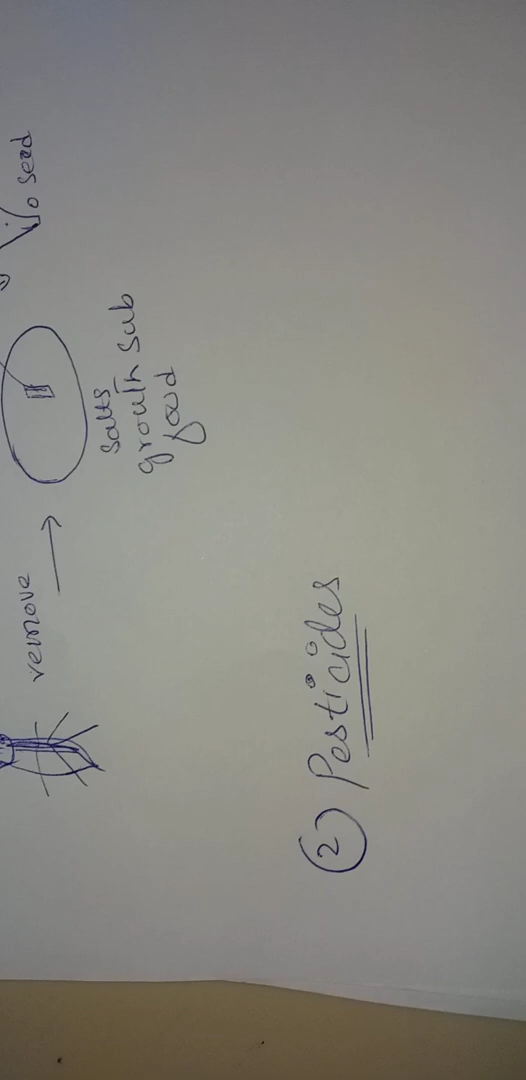 remove
salts
growth sub
food
seed
② Pesticides